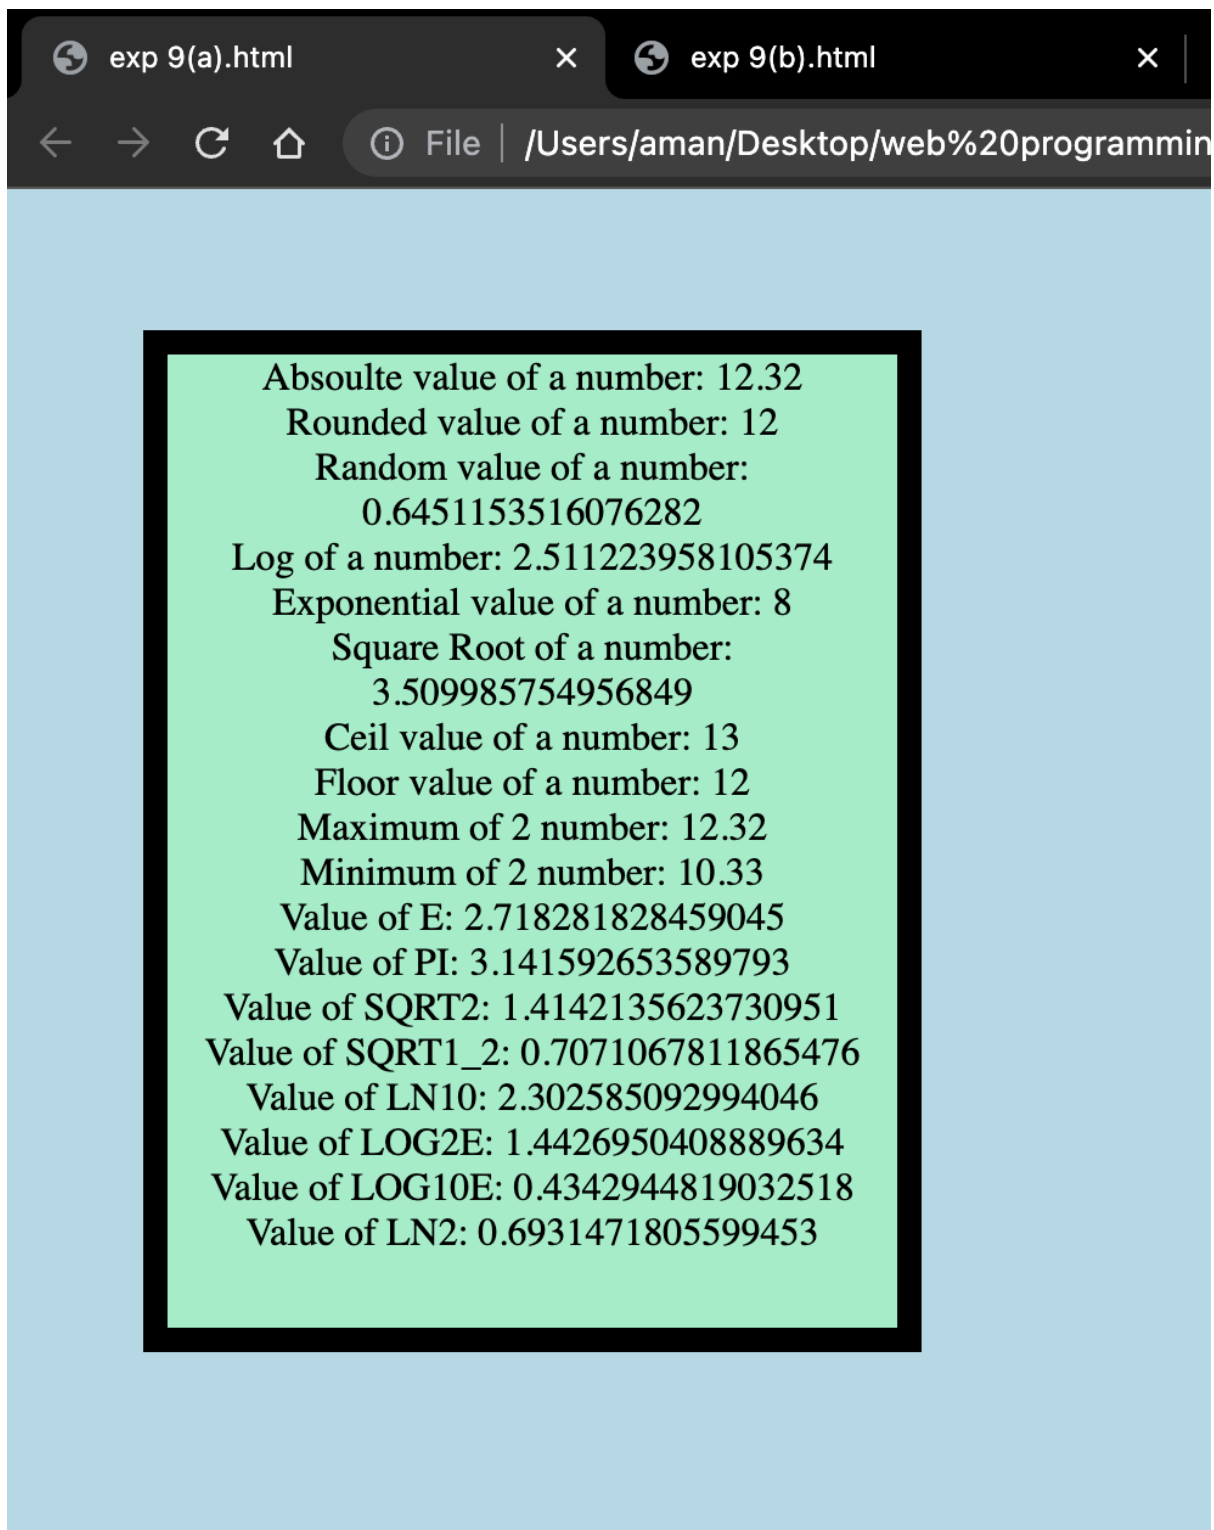 exp 9(a).html
exp 9(b).html
File
/Users/aman/Desktop/web%20programmin
Absoulte value of a number: 12.32
Rounded value of a number: 12
Random value of a number:
0.6451153516076282
Log of a number: 2.511223958105374
Exponential value of a number: 8
Square Root of a number:
3.509985754956849
Ceil value of a number: 13
Floor value of a number: 12
Maximum of 2 number: 12.32
Minimum of 2 number: 10.33
Value of E: 2.718281828459045
Value of PI: 3.141592653589793
Value of SQRT2: 1.4142135623730951
Value of SQRT1_2: 0.7071067811865476
Value of LN10: 2.302585092994046
Value of LOG2E: 1.4426950408889634
Value of LOG10E: 0.4342944819032518
Value of LN2: 0.6931471805599453